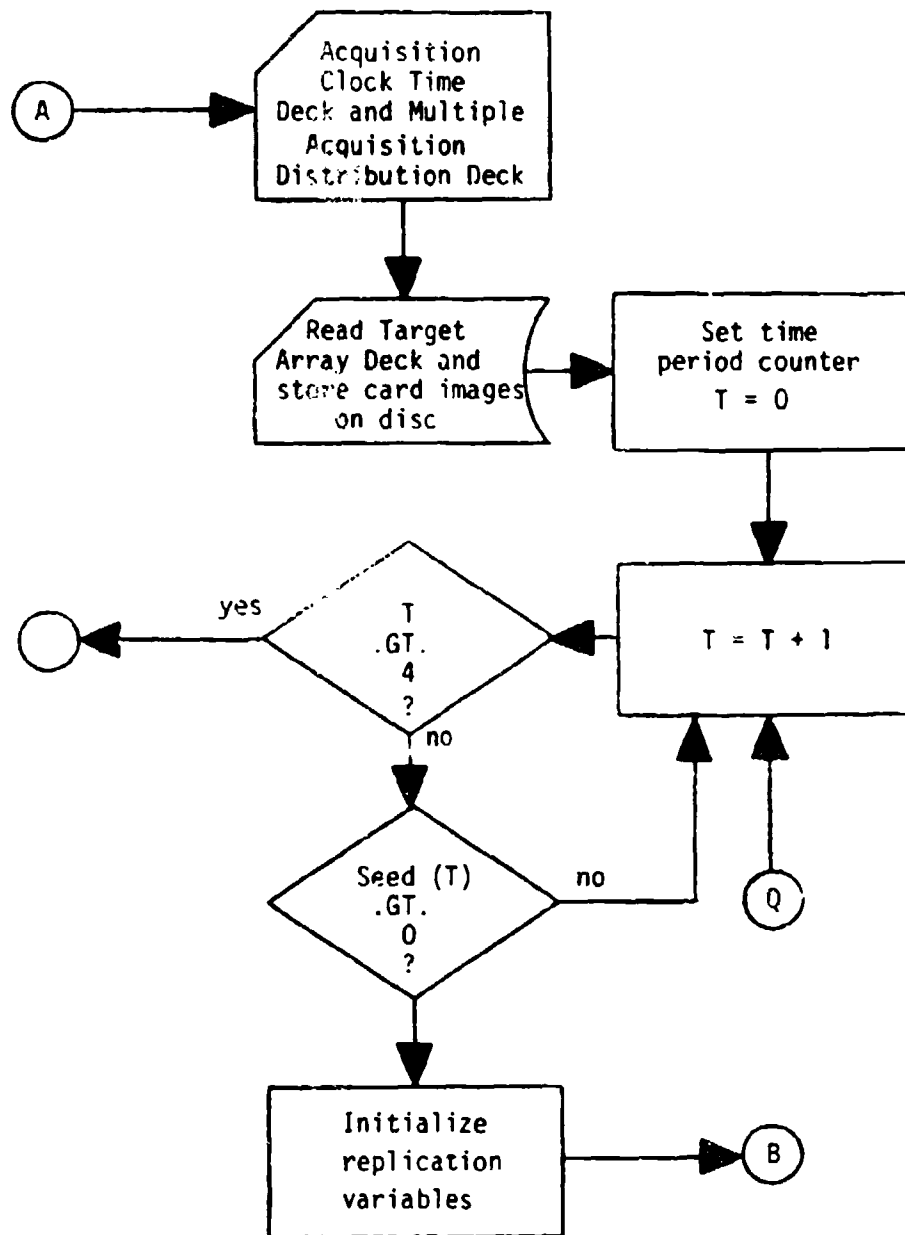 A
Acquisition
Clock Time
Deck and Multiple
Acquisition
Distribution Deck
Read Target
Array Deck and
store card images
on disc
Set time
period counter
T = 0
T = T + 1
yes
T
.GT.
4
?
no
Seed (T)
.GT.
0
?
no
Q
Initialize
replication
variables
B